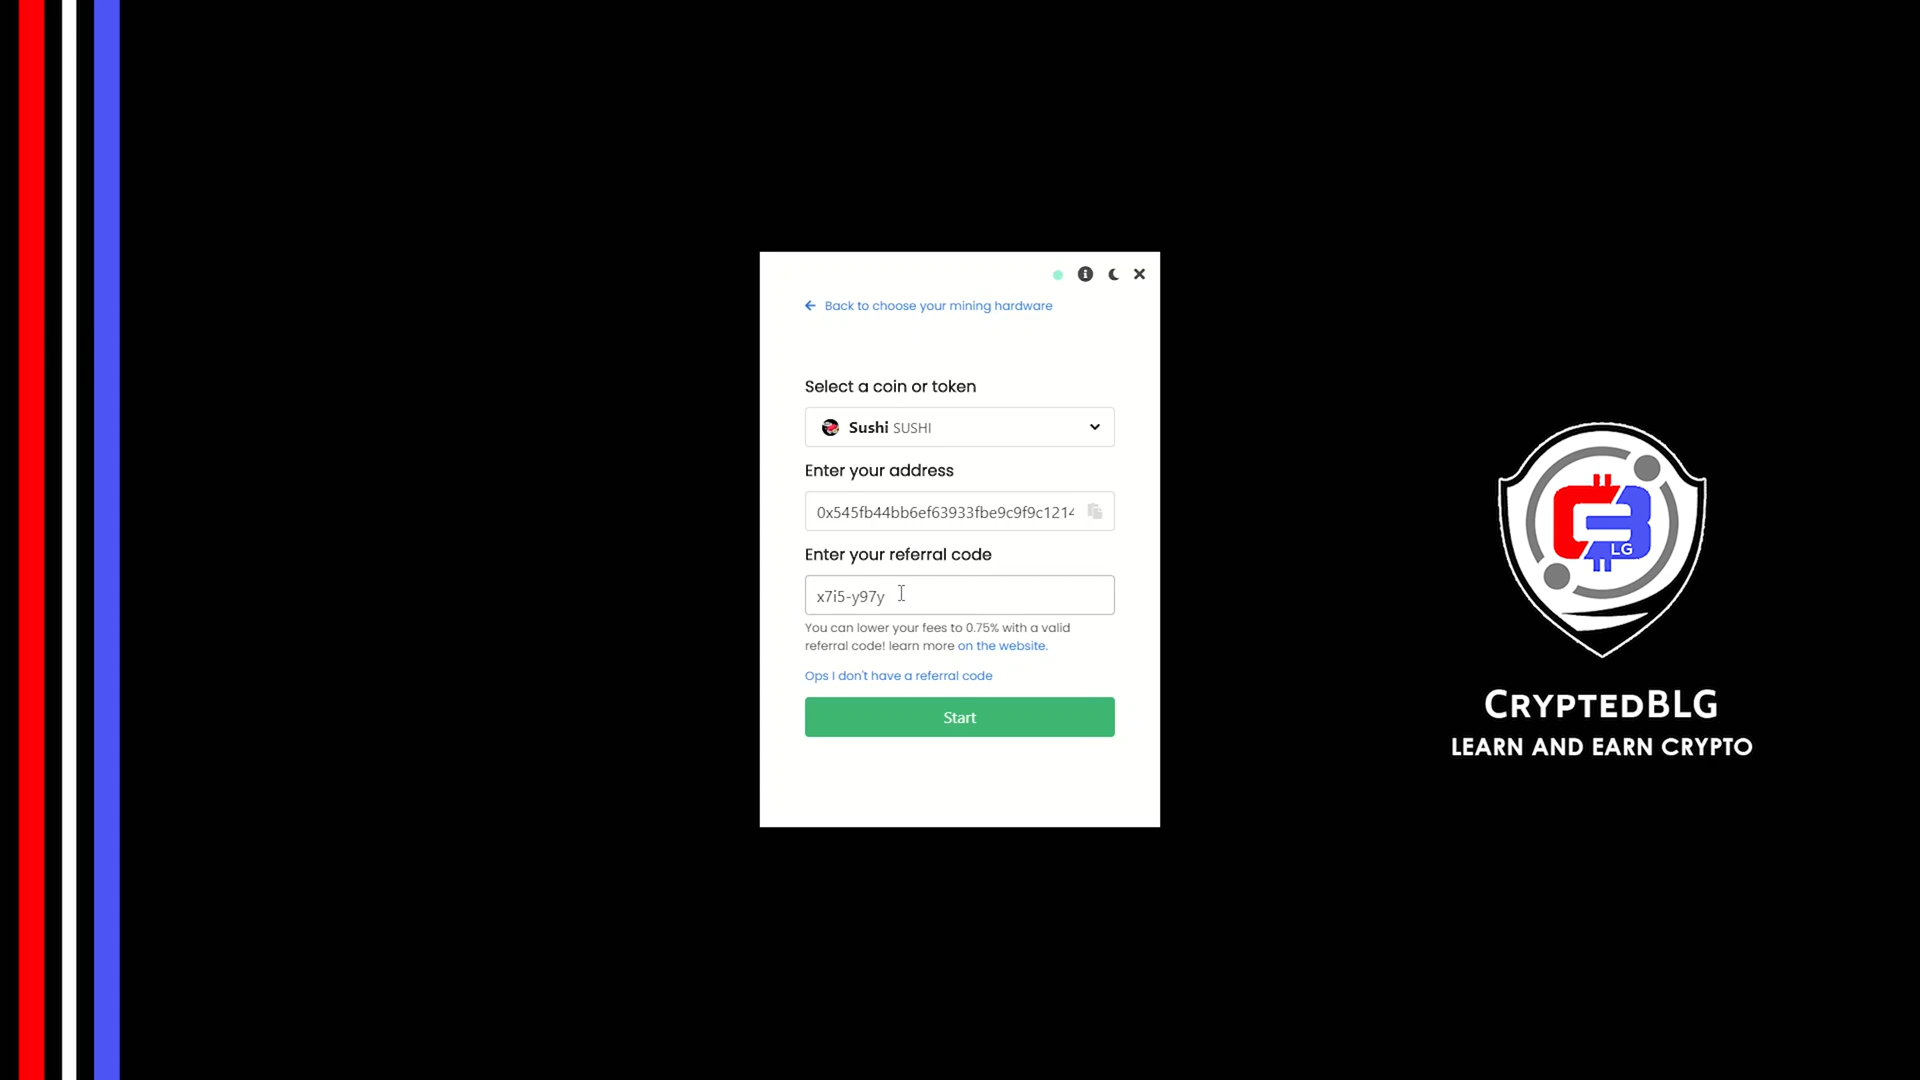 Back to choose your mining hardware
Select a coin or token
Sushi SUSHI
Enter your address
0x545fb44bb6ef63933fbe9c9f9c1214
Enter your referral code
x7i5-y97y
You can lower your fees to 0.75% with a valid
referral code! learn more on the website.
Ops I don't have a referral code
Start
LG
CRYPTEDBLG
LEARN AND EARN CRYPTO